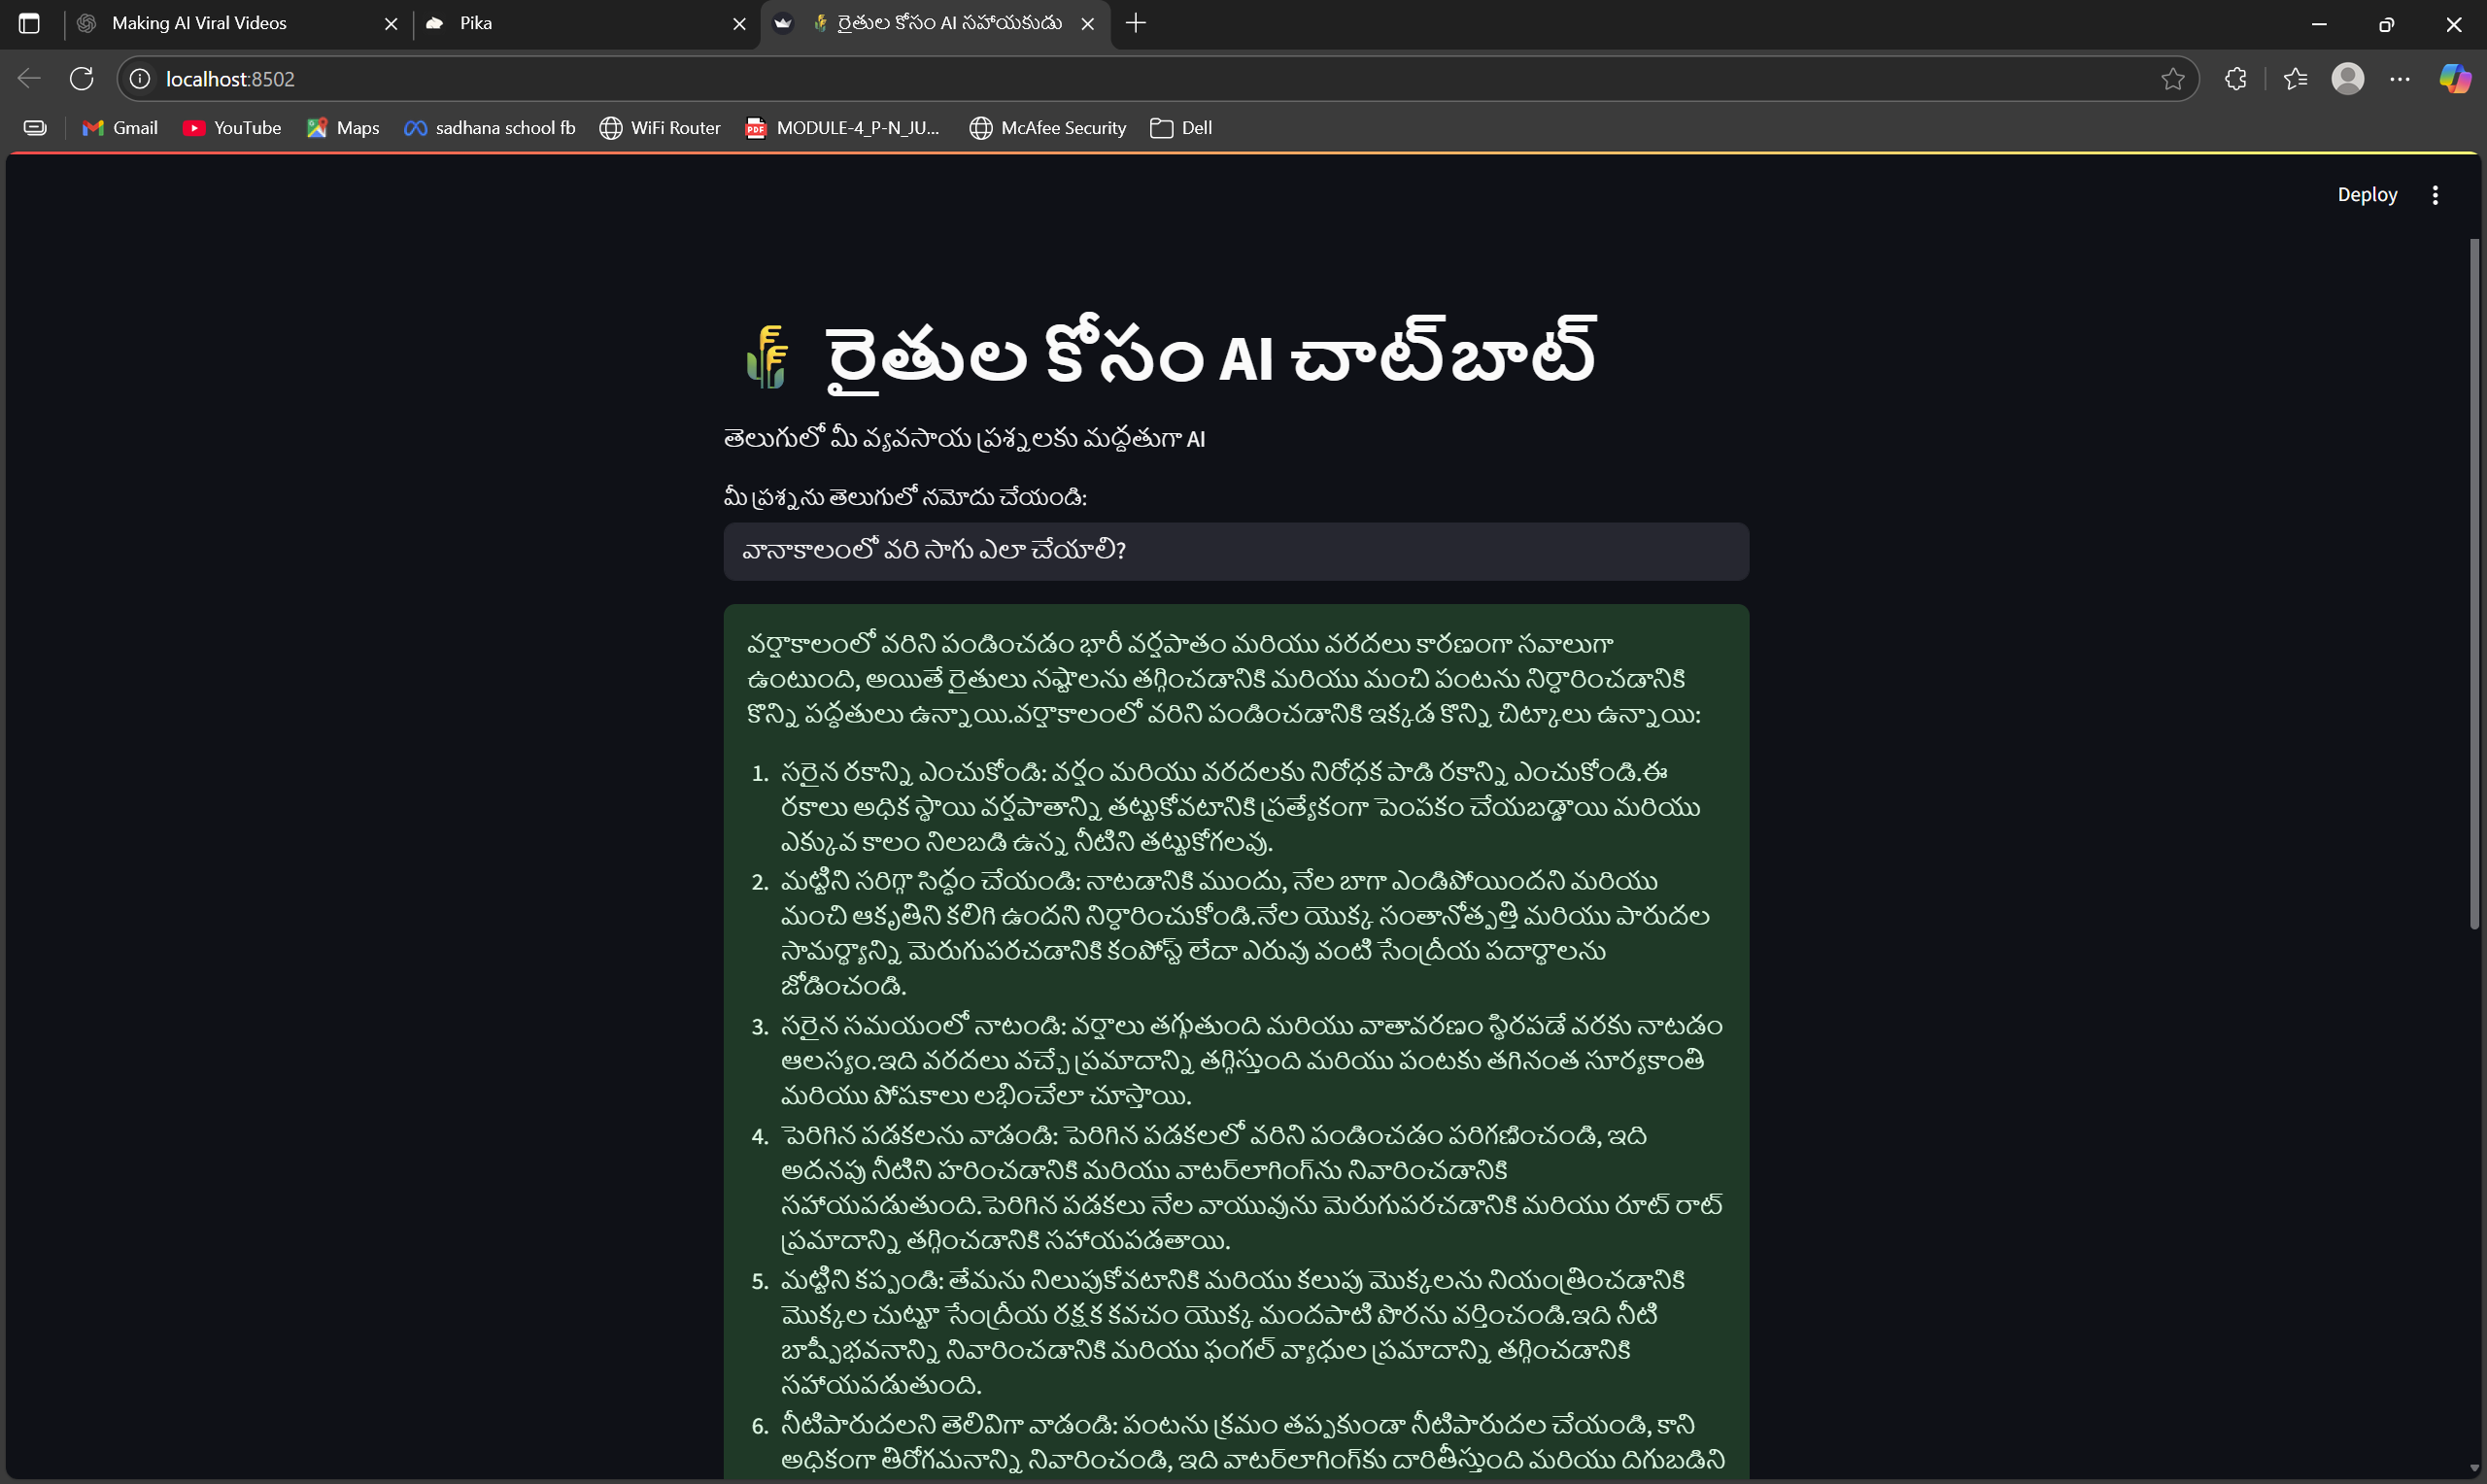 Making AI Viral Videos
Pika
రైతుల కోసం AI సహాయకుడు
localhost:8502
Gmail
YouTube
Maps
sadhana school fb
WiFi Router
PDF
MODULE-4_P-N_JU...
McAfee Security
Dell
Deploy
రైతుల కోసం AI చాట్‌బాట్
తెలుగులో మీ వ్యవసాయ ప్రశ్నలకు మద్దతుగా AI
మీ ప్రశ్నను తెలుగులో నమోదు చేయండి:
వానాకాలంలో వరి సాగు ఎలా చేయాలి?
వర్షాకాలంలో వరిని పండించడం భారీ వర్షపాతం మరియు వరదలు కారణంగా సవాలుగా
ఉంటుంది, అయితే రైతులు నష్టాలను తగ్గించడానికి మరియు మంచి పంటను నిర్ధారించడానికి
కొన్ని పద్ధతులు ఉన్నాయి.వర్షాకాలంలో వరిని పండించడానికి ఇక్కడ కొన్ని చిట్కాలు ఉన్నాయి:
1. సరైన రకాన్ని ఎంచుకోండి: వర్షం మరియు వరదలకు నిరోధక పాడి రకాన్ని ఎంచుకోండి.ఈ
రకాలు అధిక స్థాయి వర్షపాతాన్ని తట్టుకోవటానికి ప్రత్యేకంగా పెంపకం చేయబడ్డాయి మరియు
ఎక్కువ కాలం నిలబడి ఉన్న నీటిని తట్టుకోగలవు.
2. మట్టిని సరిగ్గా సిద్ధం చేయండి: నాటడానికి ముందు, నేల బాగా ఎండిపోయిందని మరియు
మంచి ఆకృతిని కలిగి ఉందని నిర్ధారించుకోండి.నేల యొక్క సంతానోత్పత్తి మరియు పారుదల
సామర్థ్యాన్ని మెరుగుపరచడానికి కంపోస్ట్ లేదా ఎరువు వంటి సేంద్రీయ పదార్థాలను
జోడించండి.
3. సరైన సమయంలో నాటండి: వర్షాలు తగ్గుతుంది మరియు వాతావరణం స్థిరపడే వరకు నాటడం
ఆలస్యం.ఇది వరదలు వచ్చే ప్రమాదాన్ని తగ్గిస్తుంది మరియు పంటకు తగినంత సూర్యకాంతి
మరియు పోషకాలు లభించేలా చూస్తాయి.
4. పెరిగిన పడకలను వాడండి: పెరిగిన పడకలలో వరిని పండించడం పరిగణించండి, ఇది
అదనపు నీటిని హరించడానికి మరియు వాటర్‌లాగింగ్‌ను నివారించడానికి
సహాయపడుతుంది.పెరిగిన పడకలు నేల వాయువును మెరుగుపరచడానికి మరియు రూట్ రాట్
ప్రమాదాన్ని తగ్గించడానికి సహాయపడతాయి.
5. మట్టిని కప్పండి: తేమను నిలుపుకోవటానికి మరియు కలుపు మొక్కలను నియంత్రించడానికి
మొక్కల చుట్టూ సేంద్రీయ రక్షక కవచం యొక్క మందపాటి పొరను వర్తించండి.ఇది నీటి
బాష్పీభవనాన్ని నివారించడానికి మరియు ఫంగల్ వ్యాధుల ప్రమాదాన్ని తగ్గించడానికి
సహాయపడుతుంది.
6. నీటిపారుదలని తెలివిగా వాడండి: పంటను క్రమం తప్పకుండా నీటిపారుదల చేయండి, కాని
అధికంగా తిరోగమనాన్ని నివారించండి, ఇది వాటర్‌లాగింగ్‌కు దారితీస్తుంది మరియు దిగుబడిని